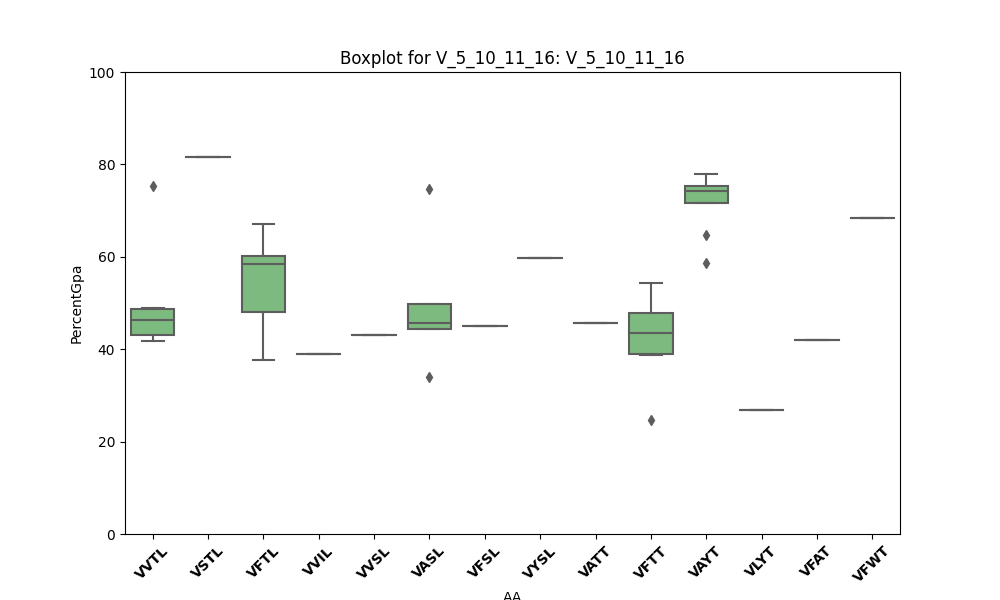 Boxplot for V_5_10_11_16: V_5_10_11_16
100
80
60
40
20
0
PercentGpa
VVTL
VSTL
VFTL
VVIL
VVSL
VASL
VFSL
VYSL
VATT
VFTT
VAYT
VLYT
VFAT
VFWT
AA